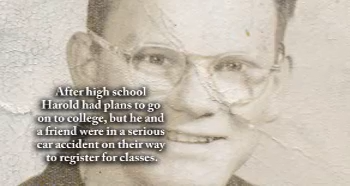 After high school
Harold had plans to go
on to college, but he and
a friend were in a serious
car accident on their way
to register for classes.